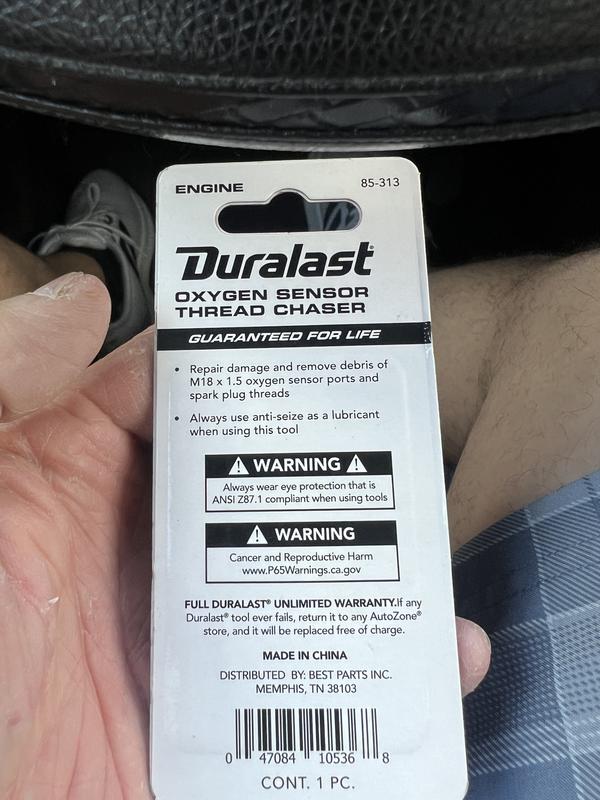 ENGINE 85-313
Duralast
OXYGEN SENSOR
THREAD CHASER
GUARANTEED FOR LIFE
• Repair damage and remove debris of
M18 x 1.5 oxygen sensor ports and
spark plug threads
• Always use anti-seize as a lubricant
when using this tool
WARNING
Always wear eye protection that is
ANSI Z87.1 compliant when using tools
WARNING
Cancer and Reproductive Harm
www.P65Warnings.ca.gov
FULL DURALAST® UNLIMITED WARRANTY.If any
Duralast® tool ever fails, return it to any AutoZone®
store, and it will be replaced free of charge.
MADE IN CHINA
DISTRIBUTED BY: BEST PARTS INC.
MEMPHIS, TN 38103
0 47084 10536 8
CONT. 1 PC.